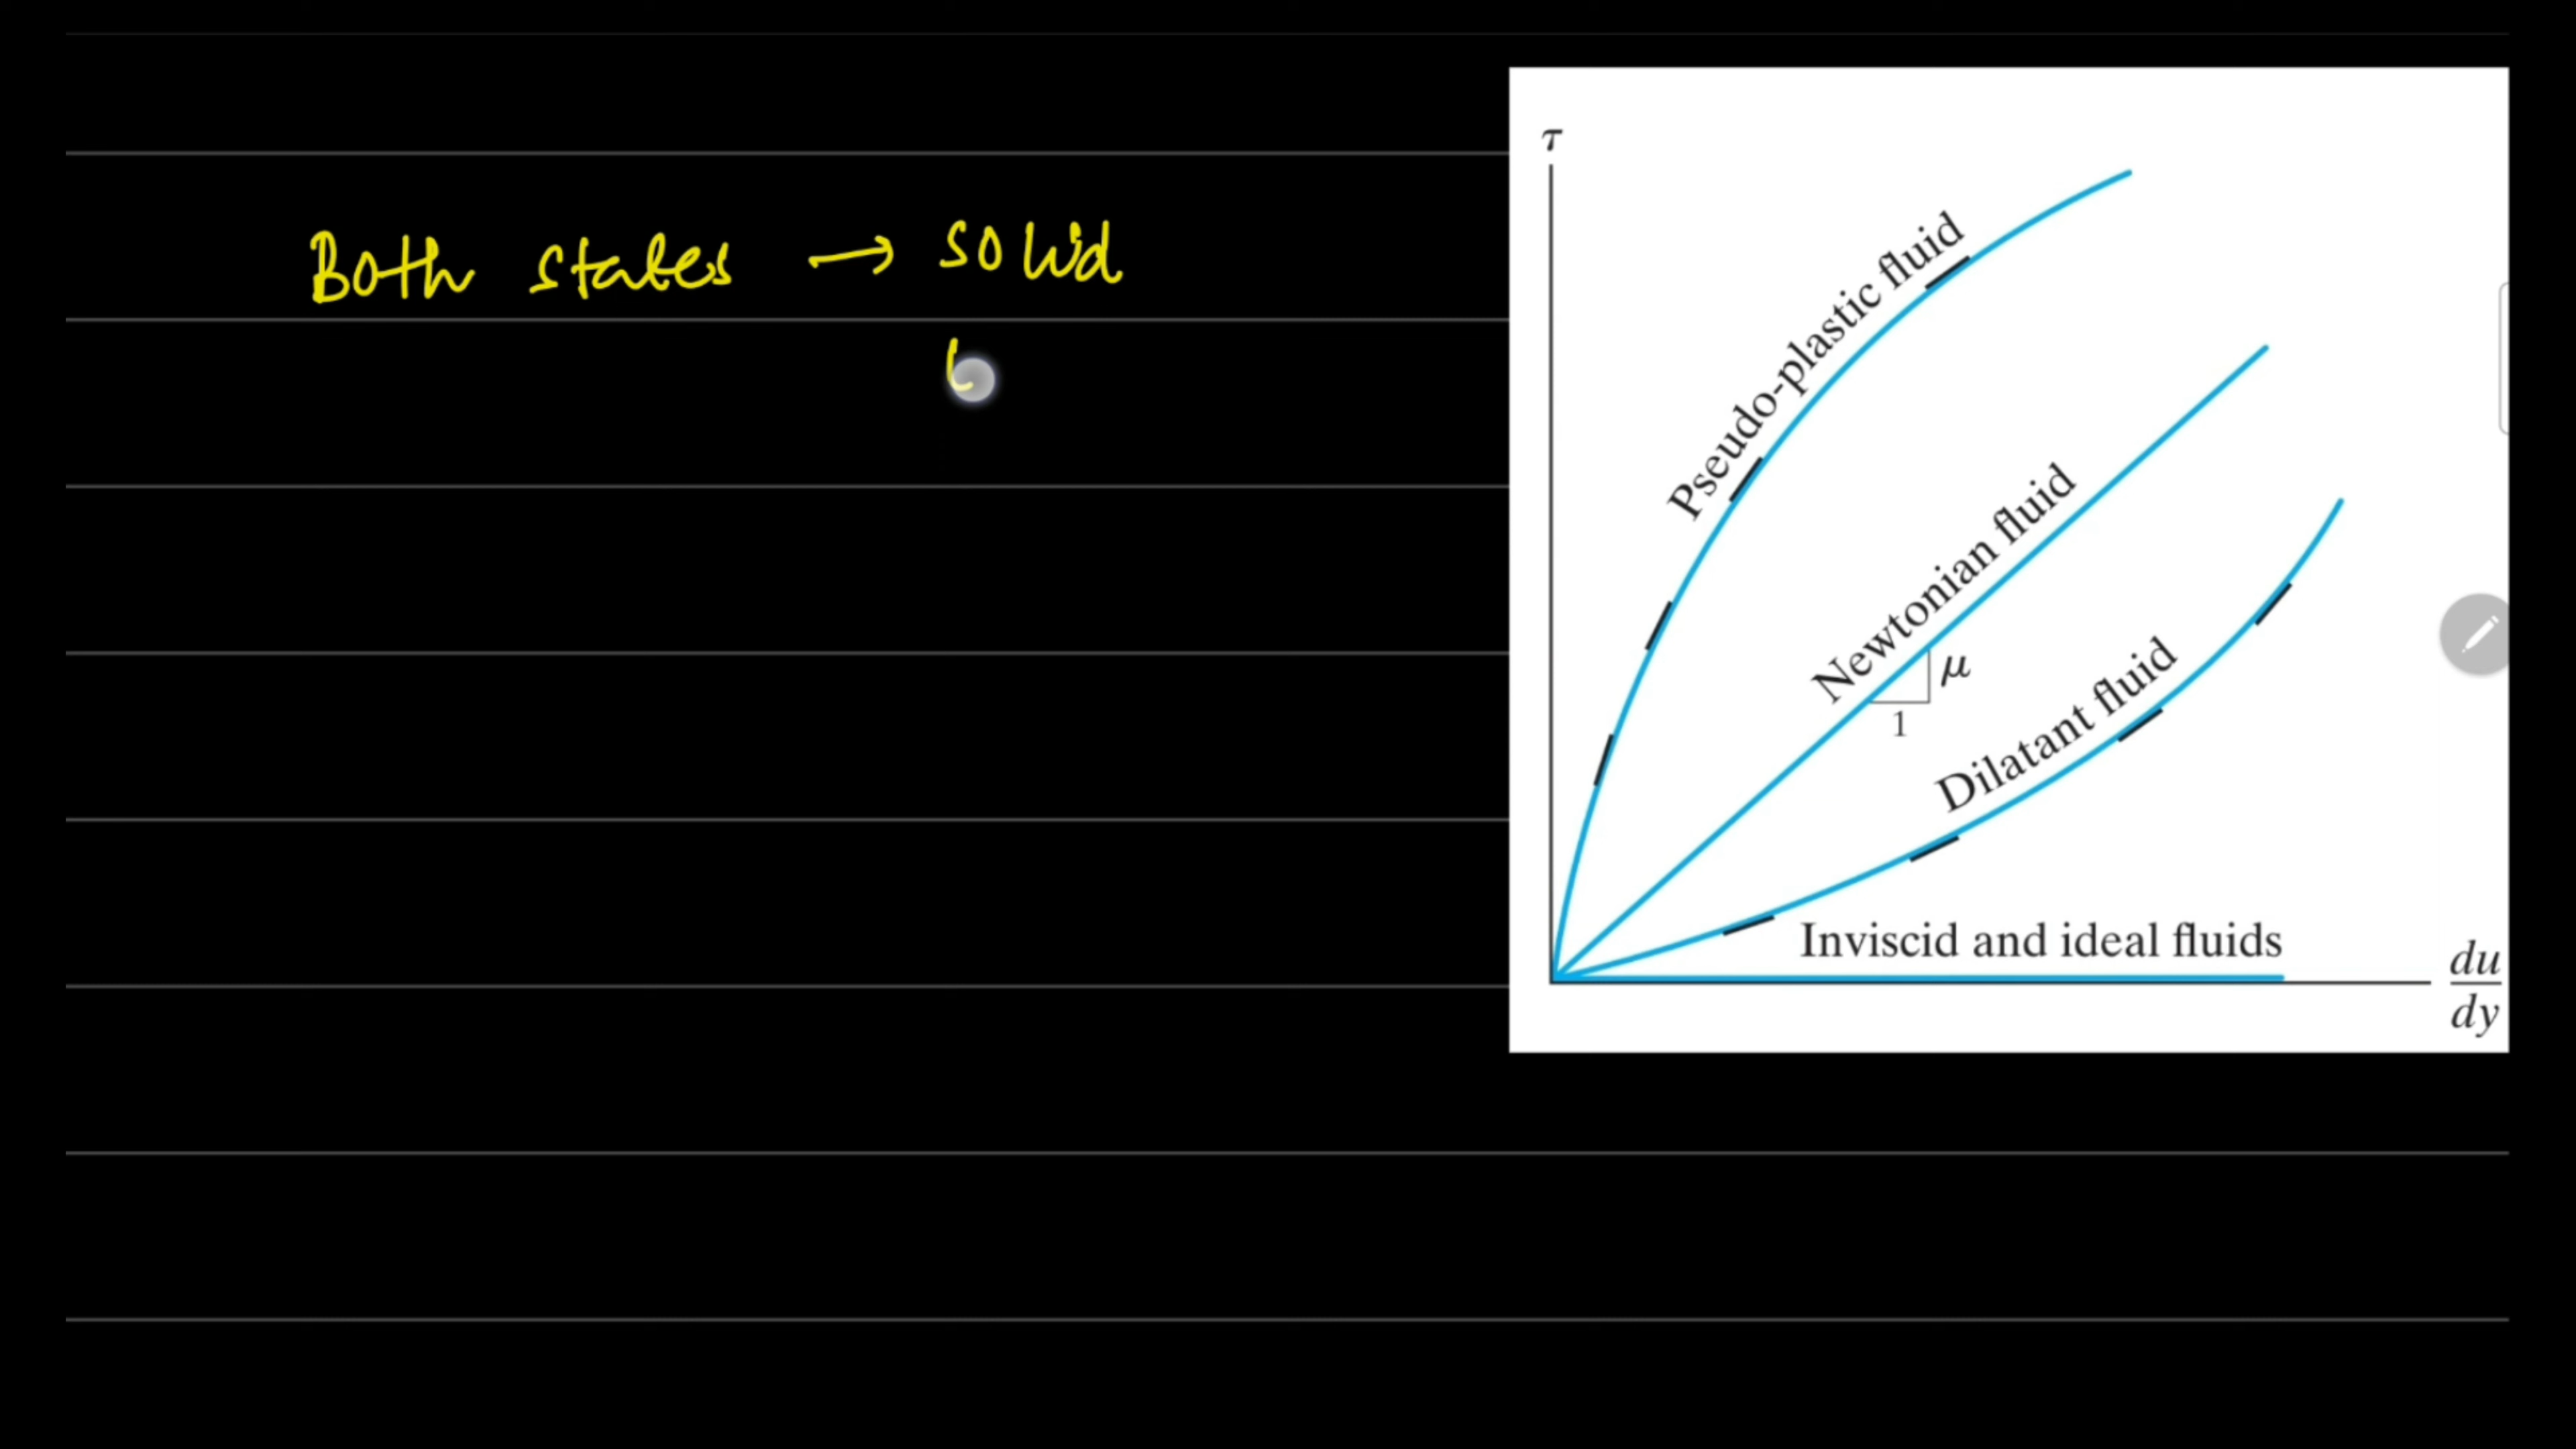 Both states → solid
L
τ
Pseudo-plastic fluid
Newtonian fluid
μ
1
Dilatant fluid
Inviscid and ideal fluids
du
dy